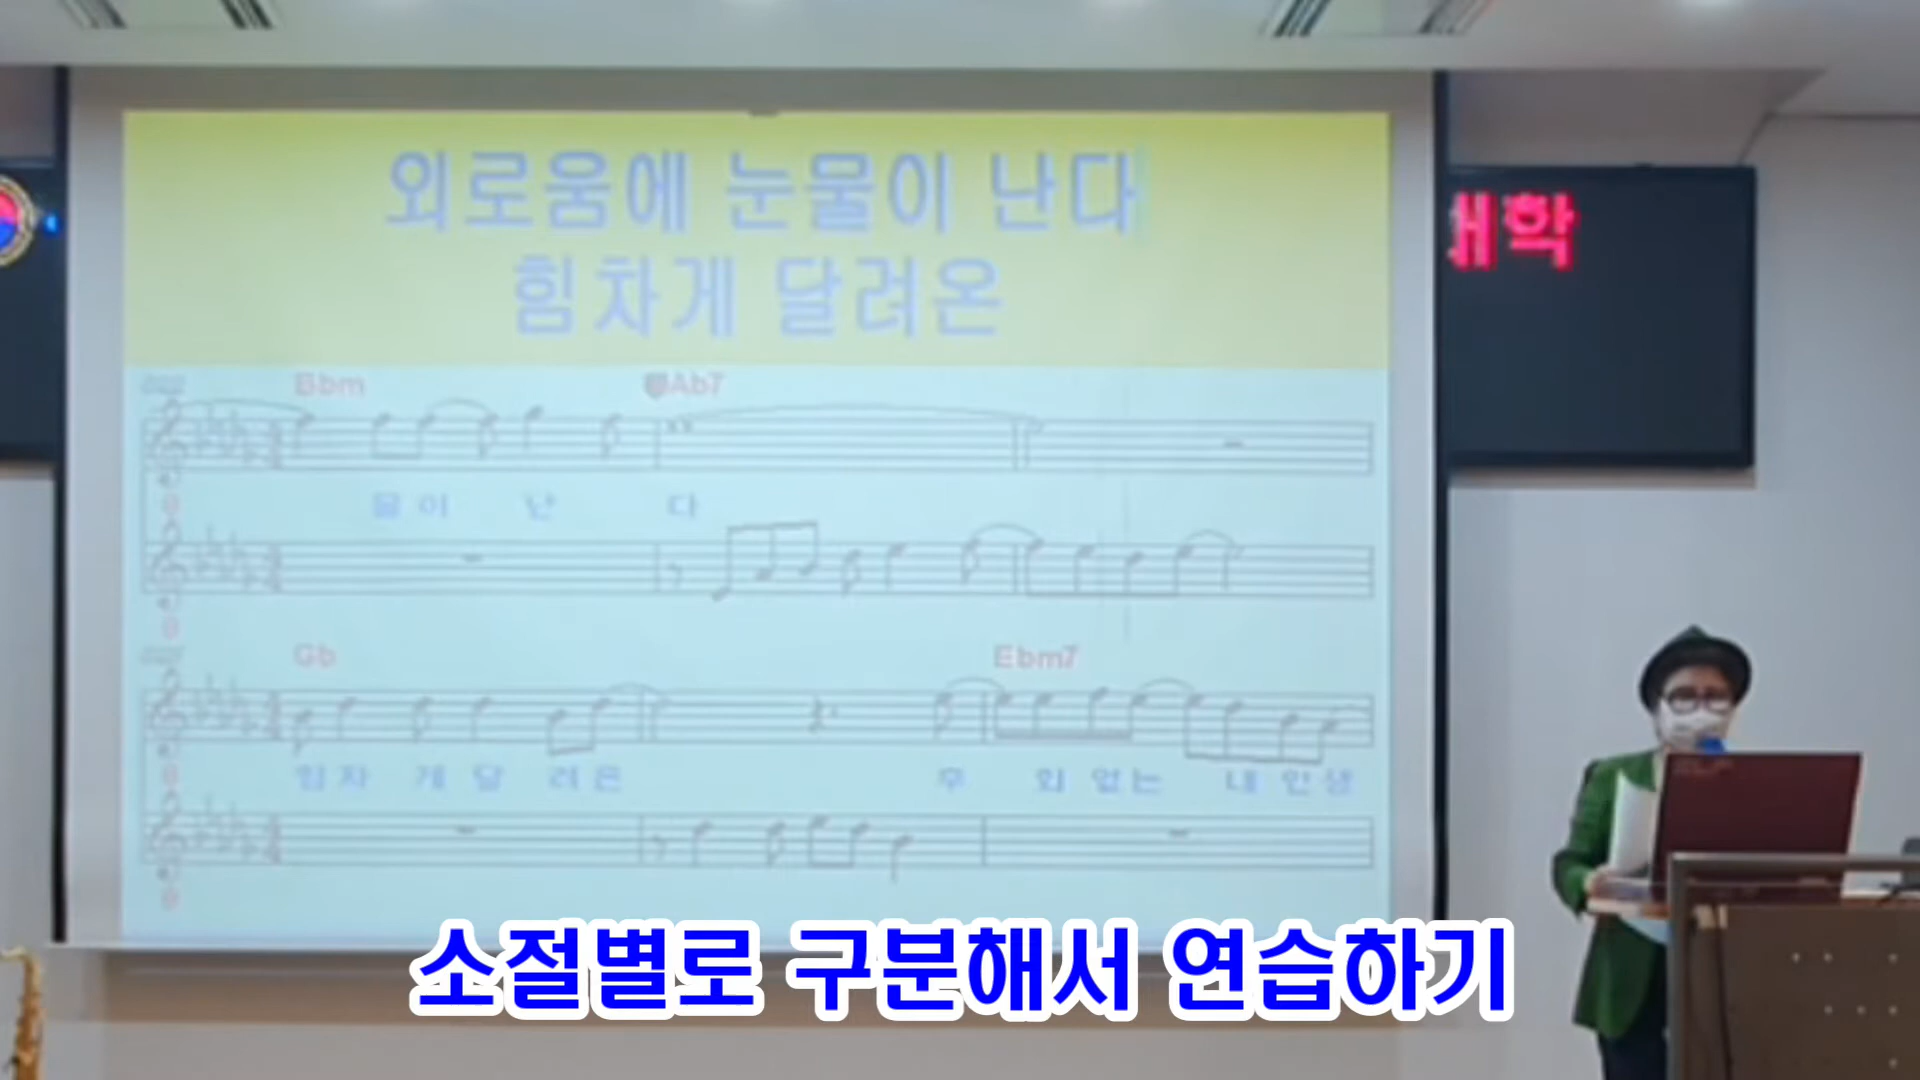 외로움에 눈물이 난다
힘차게 달려온
대학
Bbm Ab7
물이 난 다
Gb Ebm7
힘차 게 달 려온 후 회 없는 내 인생
소절별로 구분해서 연습하기